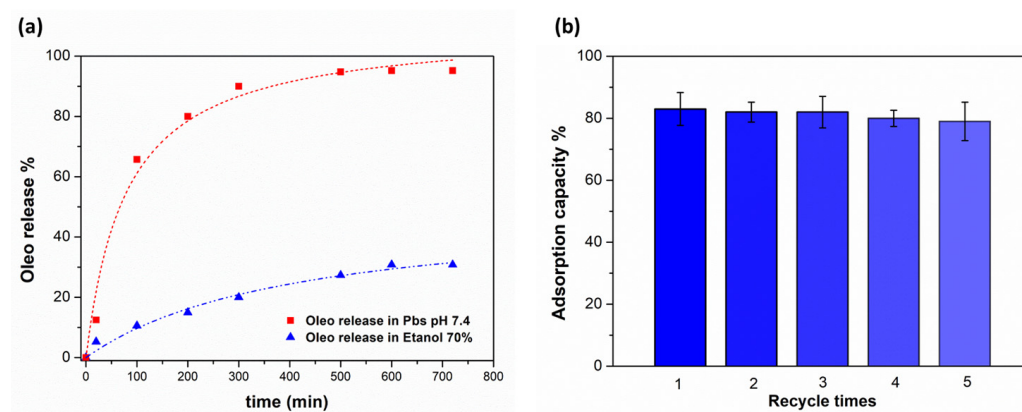 (a)
100
80
60
40
20
0
Oleo release %
Oleo release in Pbs pH 7.4
Oleo release in Etanol 70%
0 100 200 300 400 500 600 700 800
time (min)
(b)
100
80
60
40
20
0
Adsorption capacity %
1 2 3 4 5
Recycle times